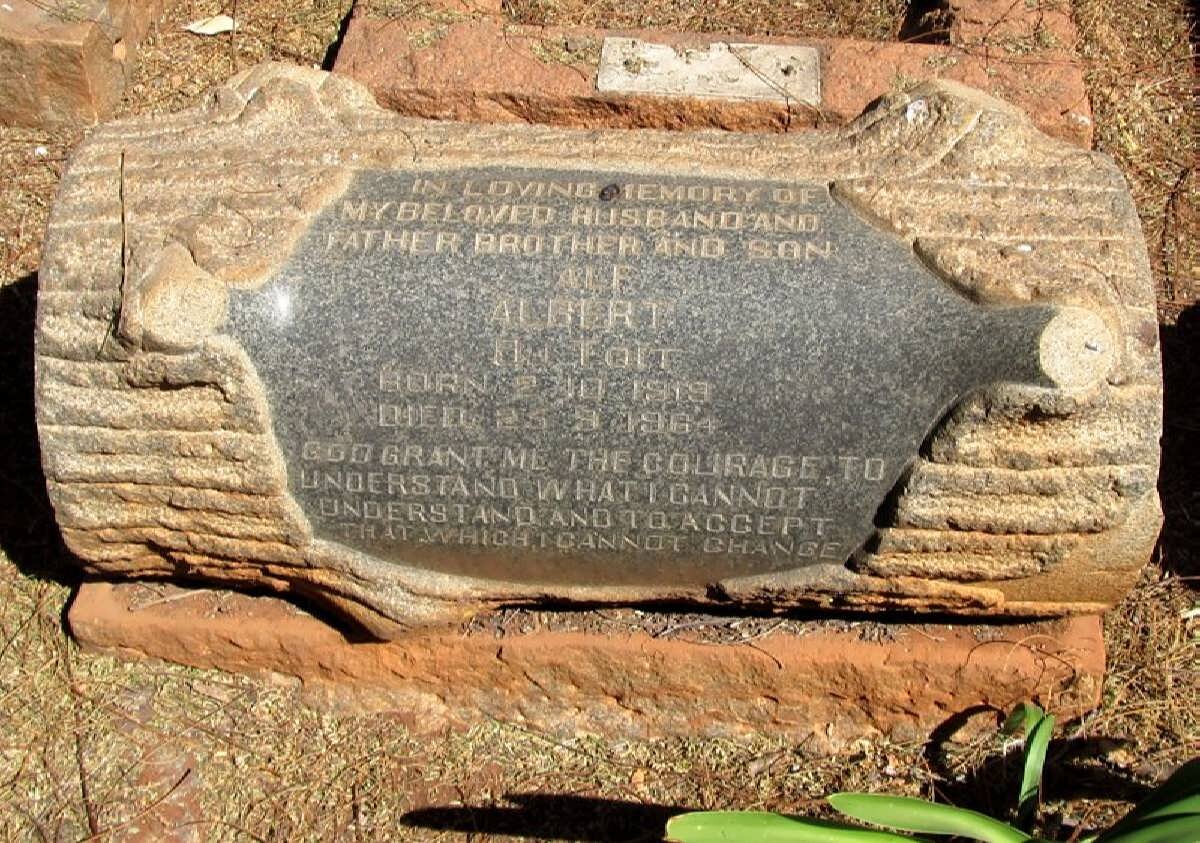 IN LOVING MEMORY OF
MY BELOVED HUSBAND AND
FATHER BROTHER AND SON
ALF
ALBERT
Du Toit
BORN 2 10 1919
DIED 25 9 1964
GOD GRANT ME THE COURAGE, TO
UNDERSTAND WHAT I CANNOT
UNDERSTAND AND TO ACCEPT
THAT WHICH I CANNOT CHANGE